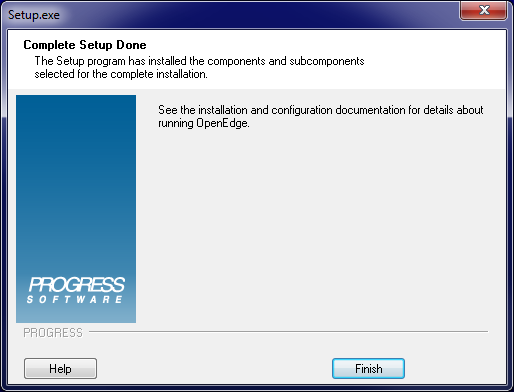 Setup.exe
Complete Setup Done
The Setup program has installed the components and subcomponents
selected for the complete installation.
See the installation and configuration documentation for details about
running OpenEdge.
PROGRESS
SOFTWARE
PROGRESS
Help
Finish